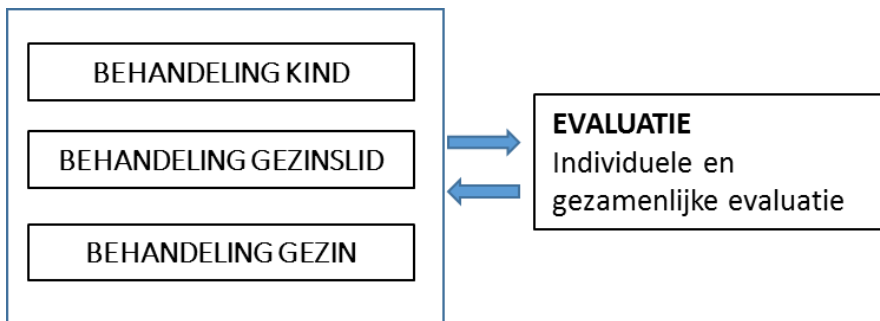 BEHANDELING KIND
BEHANDELING GEZINSLID
BEHANDELING GEZIN
EVALUATIE
Individuele en
gezamenlijke evaluatie